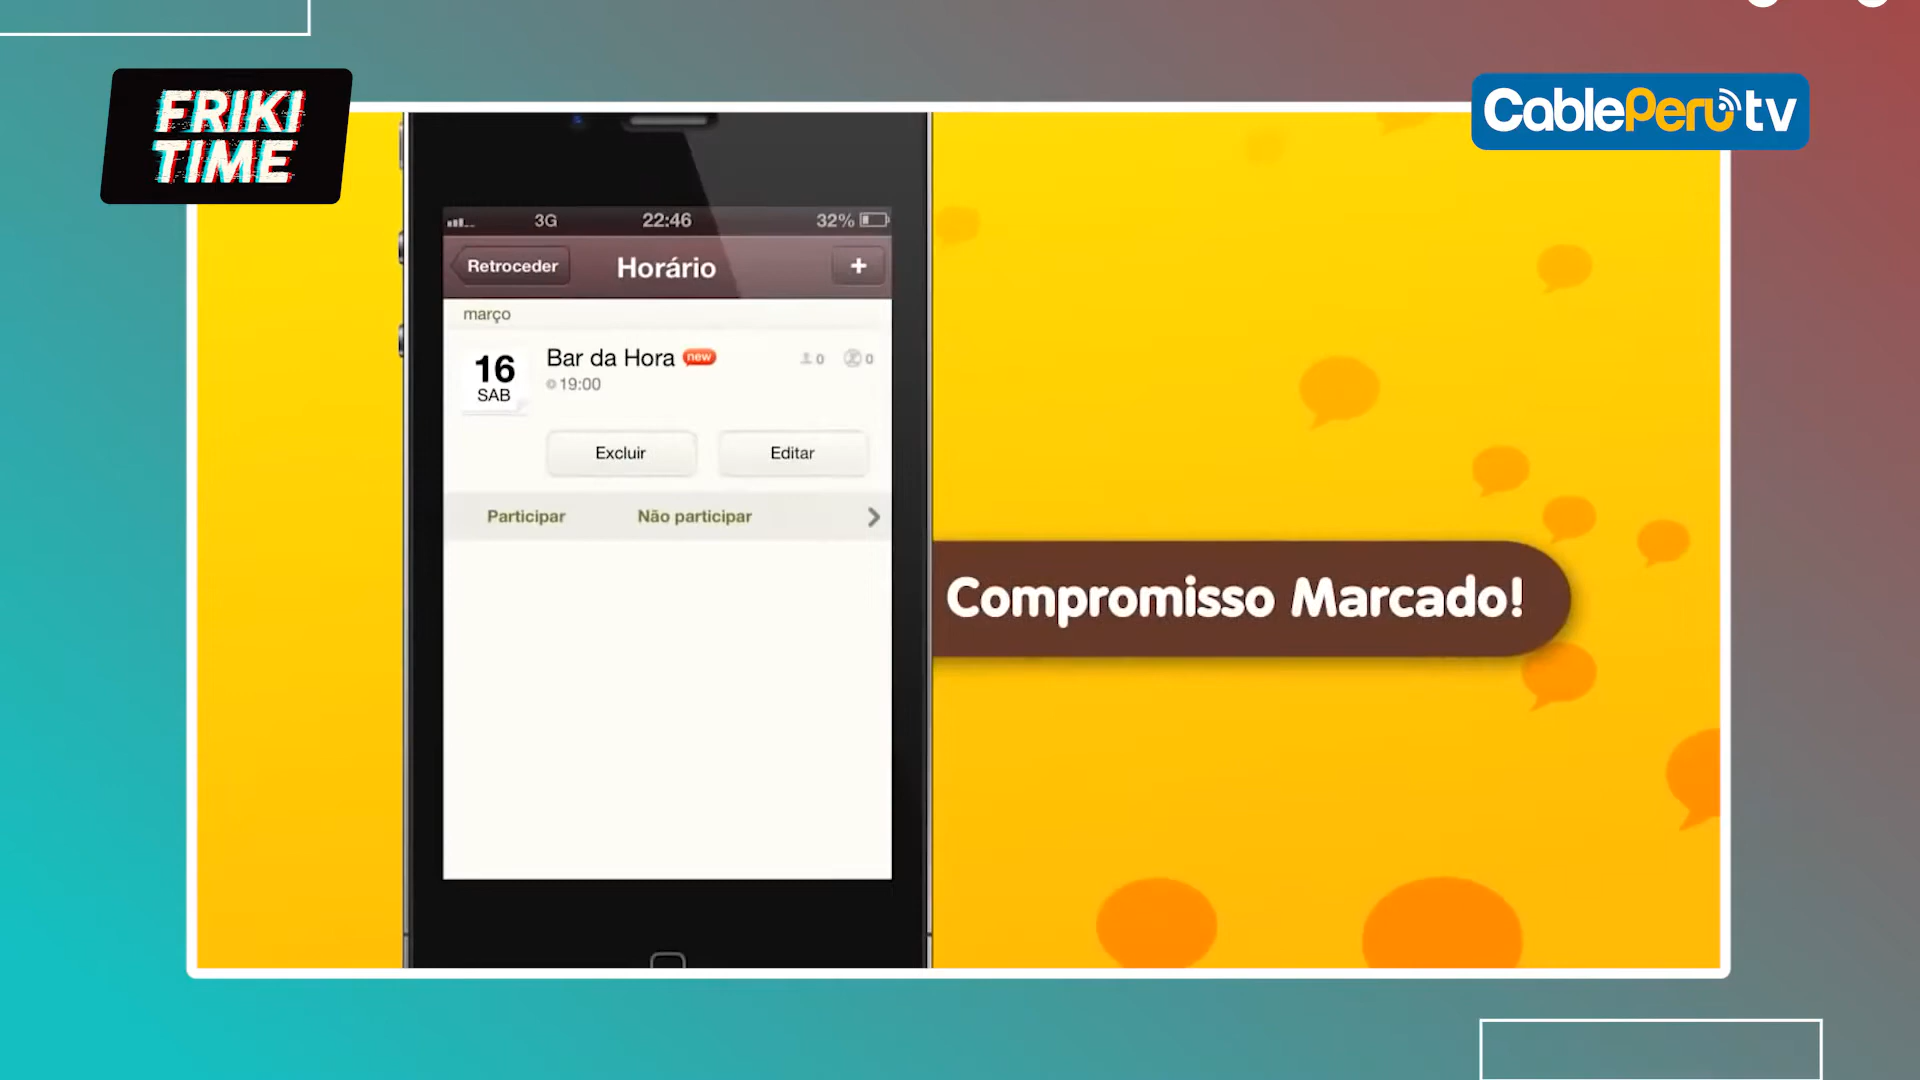 FRIKI
TIME
CablePerú tv
3G 22:46 32%
Retroceder Horário +
março
16 Bar da Hora new 0 0
SAB 19:00
Excluir Editar
Participar Não participar
Compromisso Marcado!